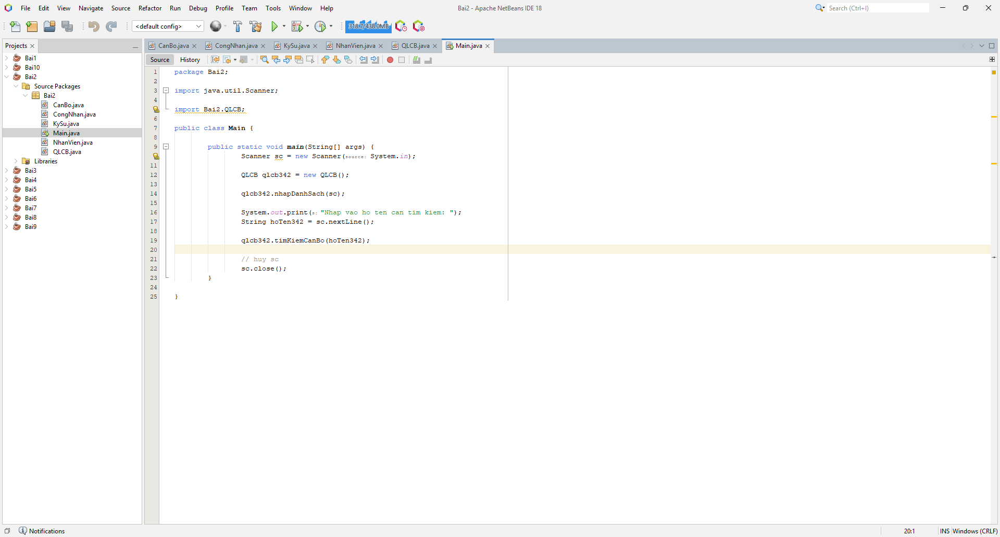 File Edit View Navigate Source Refactor Run Debug Profile Team Tools Window Help
Bai2 - Apache NetBeans IDE 18
Search (Ctrl+I)
<default config>
318.7/438.0MB
Projects
CanBo.java CongNhan.java KySu.java NhanVien.java QLCB.java Main.java
Source History
Bai1
Bai10
Bai2
Source Packages
Bai2
CanBo.java
CongNhan.java
KySu.java
Main.java
NhanVien.java
QLCB.java
Libraries
Bai3
Bai4
Bai5
Bai6
Bai7
Bai8
Bai9
1 package Bai2;
2
3 import java.util.Scanner;
4
import Bai2.QLCB;
6
7 public class Main {
8
9 public static void main(String[] args) {
Scanner sc = new Scanner(source: System.in);
11
12 QLCB qlcb342 = new QLCB();
13
14 qlcb342.nhapDanhSach(sc);
15
16 System.out.print(s: "Nhap vao ho ten can tim kiem: ");
17 String hoTen342 = sc.nextLine();
18
19 qlcb342.timKiemCanBo(hoTen342);
20
21 // huy sc
22 sc.close();
23 }
24
25 }
Notifications
20:1
INS
Windows (CRLF)